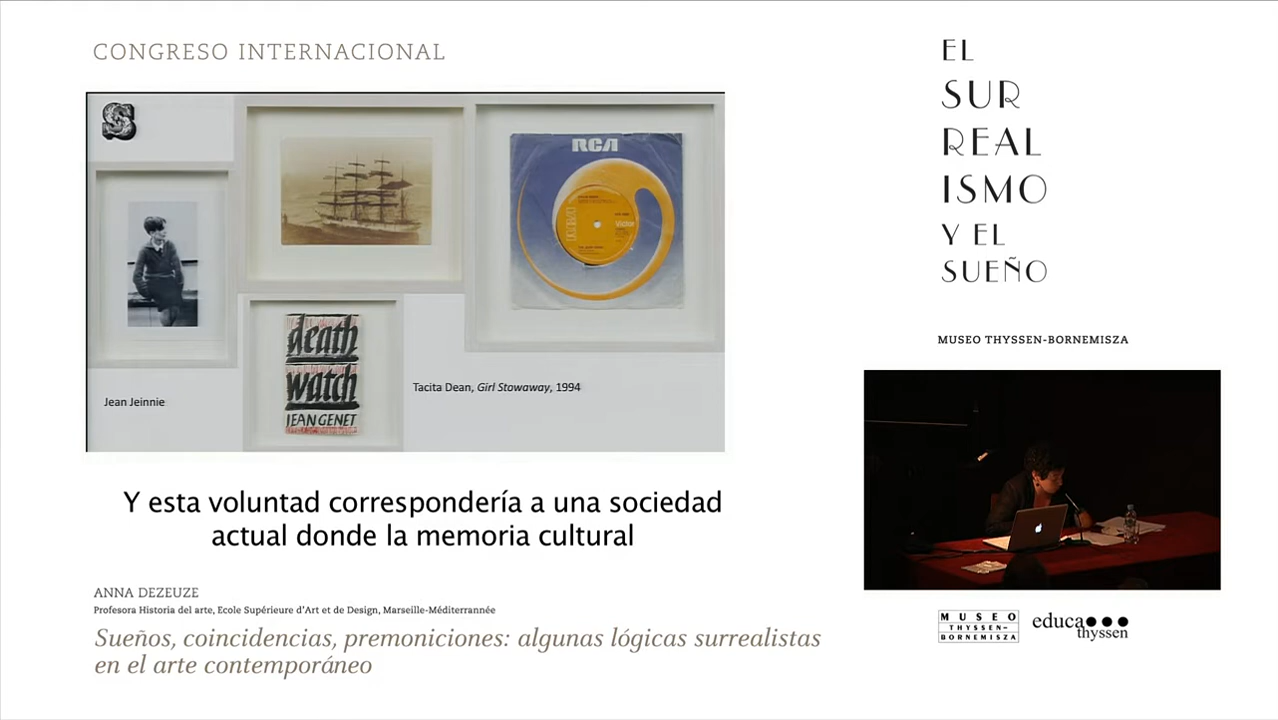 CONGRESO INTERNACIONAL
EL
SUR
REAL
ISMO
Y EL
SUEÑO
MUSEO THYSSEN-BORNEMISZA
S
RCA
Victor
death
watch
JEAN GENET
Jean Jeinnie
Tacita Dean, Girl Stowaway, 1994
Y esta voluntad correspondería a una sociedad
actual donde la memoria cultural
ANNA DEZEUZE
Profesora Historia del arte, Ecole Supérieure d'Art et de Design, Marseille-Méditerrannée
Sueños, coincidencias, premoniciones: algunas lógicas surrealistas
en el arte contemporáneo
MUSEO
THYSSEN-
BORNEMISZA
educa
thyssen